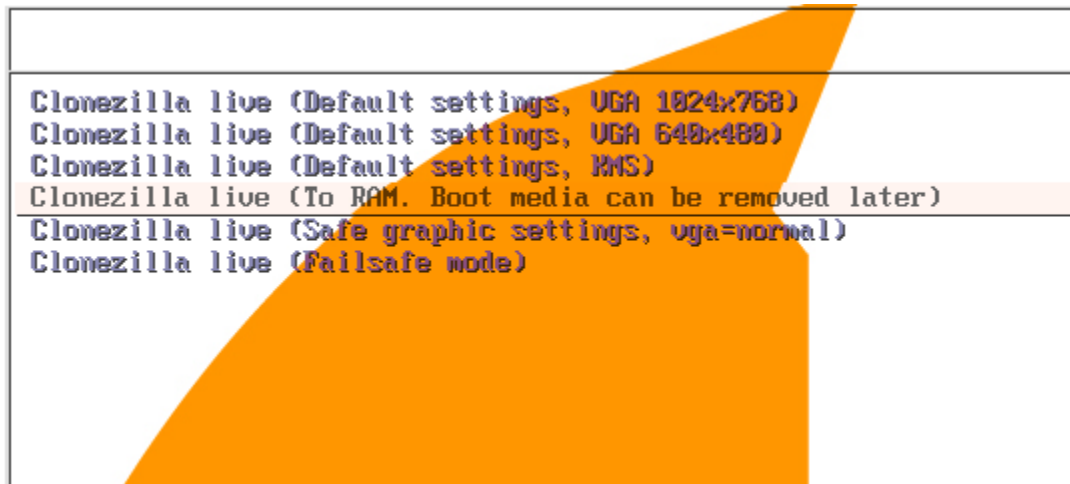 Clonezilla live (Default settings, VGA 1024x768)
Clonezilla live (Default settings, VGA 640x480)
Clonezilla live (Default settings, KMS)
Clonezilla live (To RAM. Boot media can be removed later)
Clonezilla live (Safe graphic settings, vga=normal)
Clonezilla live (Failsafe mode)